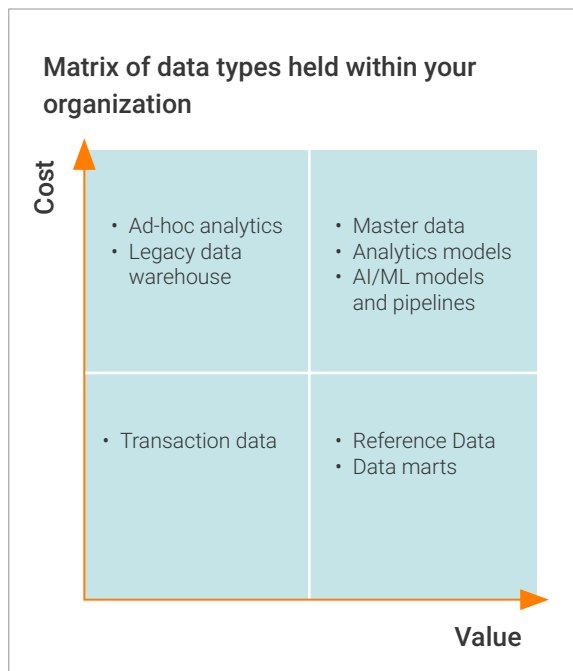 Matrix of data types held within your
organization
Cost
• Ad-hoc analytics
• Legacy data
warehouse
• Master data
• Analytics models
• AI/ML models
and pipelines
• Transaction data
• Reference Data
• Data marts
Value